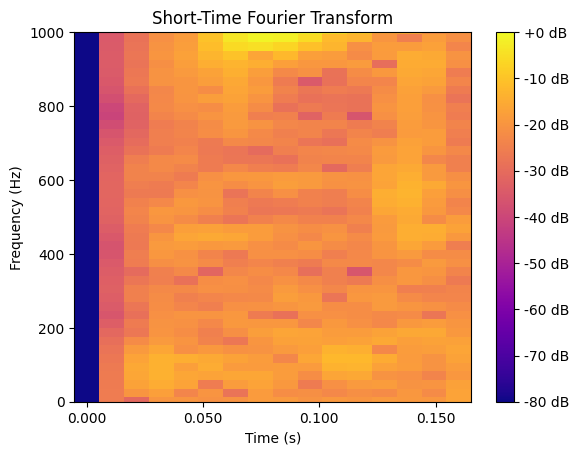 Short-Time Fourier Transform
Frequency (Hz)
1000
800
600
400
200
0
0.000
0.050
0.100
0.150
Time (s)
+0 dB
-10 dB
-20 dB
-30 dB
-40 dB
-50 dB
-60 dB
-70 dB
-80 dB